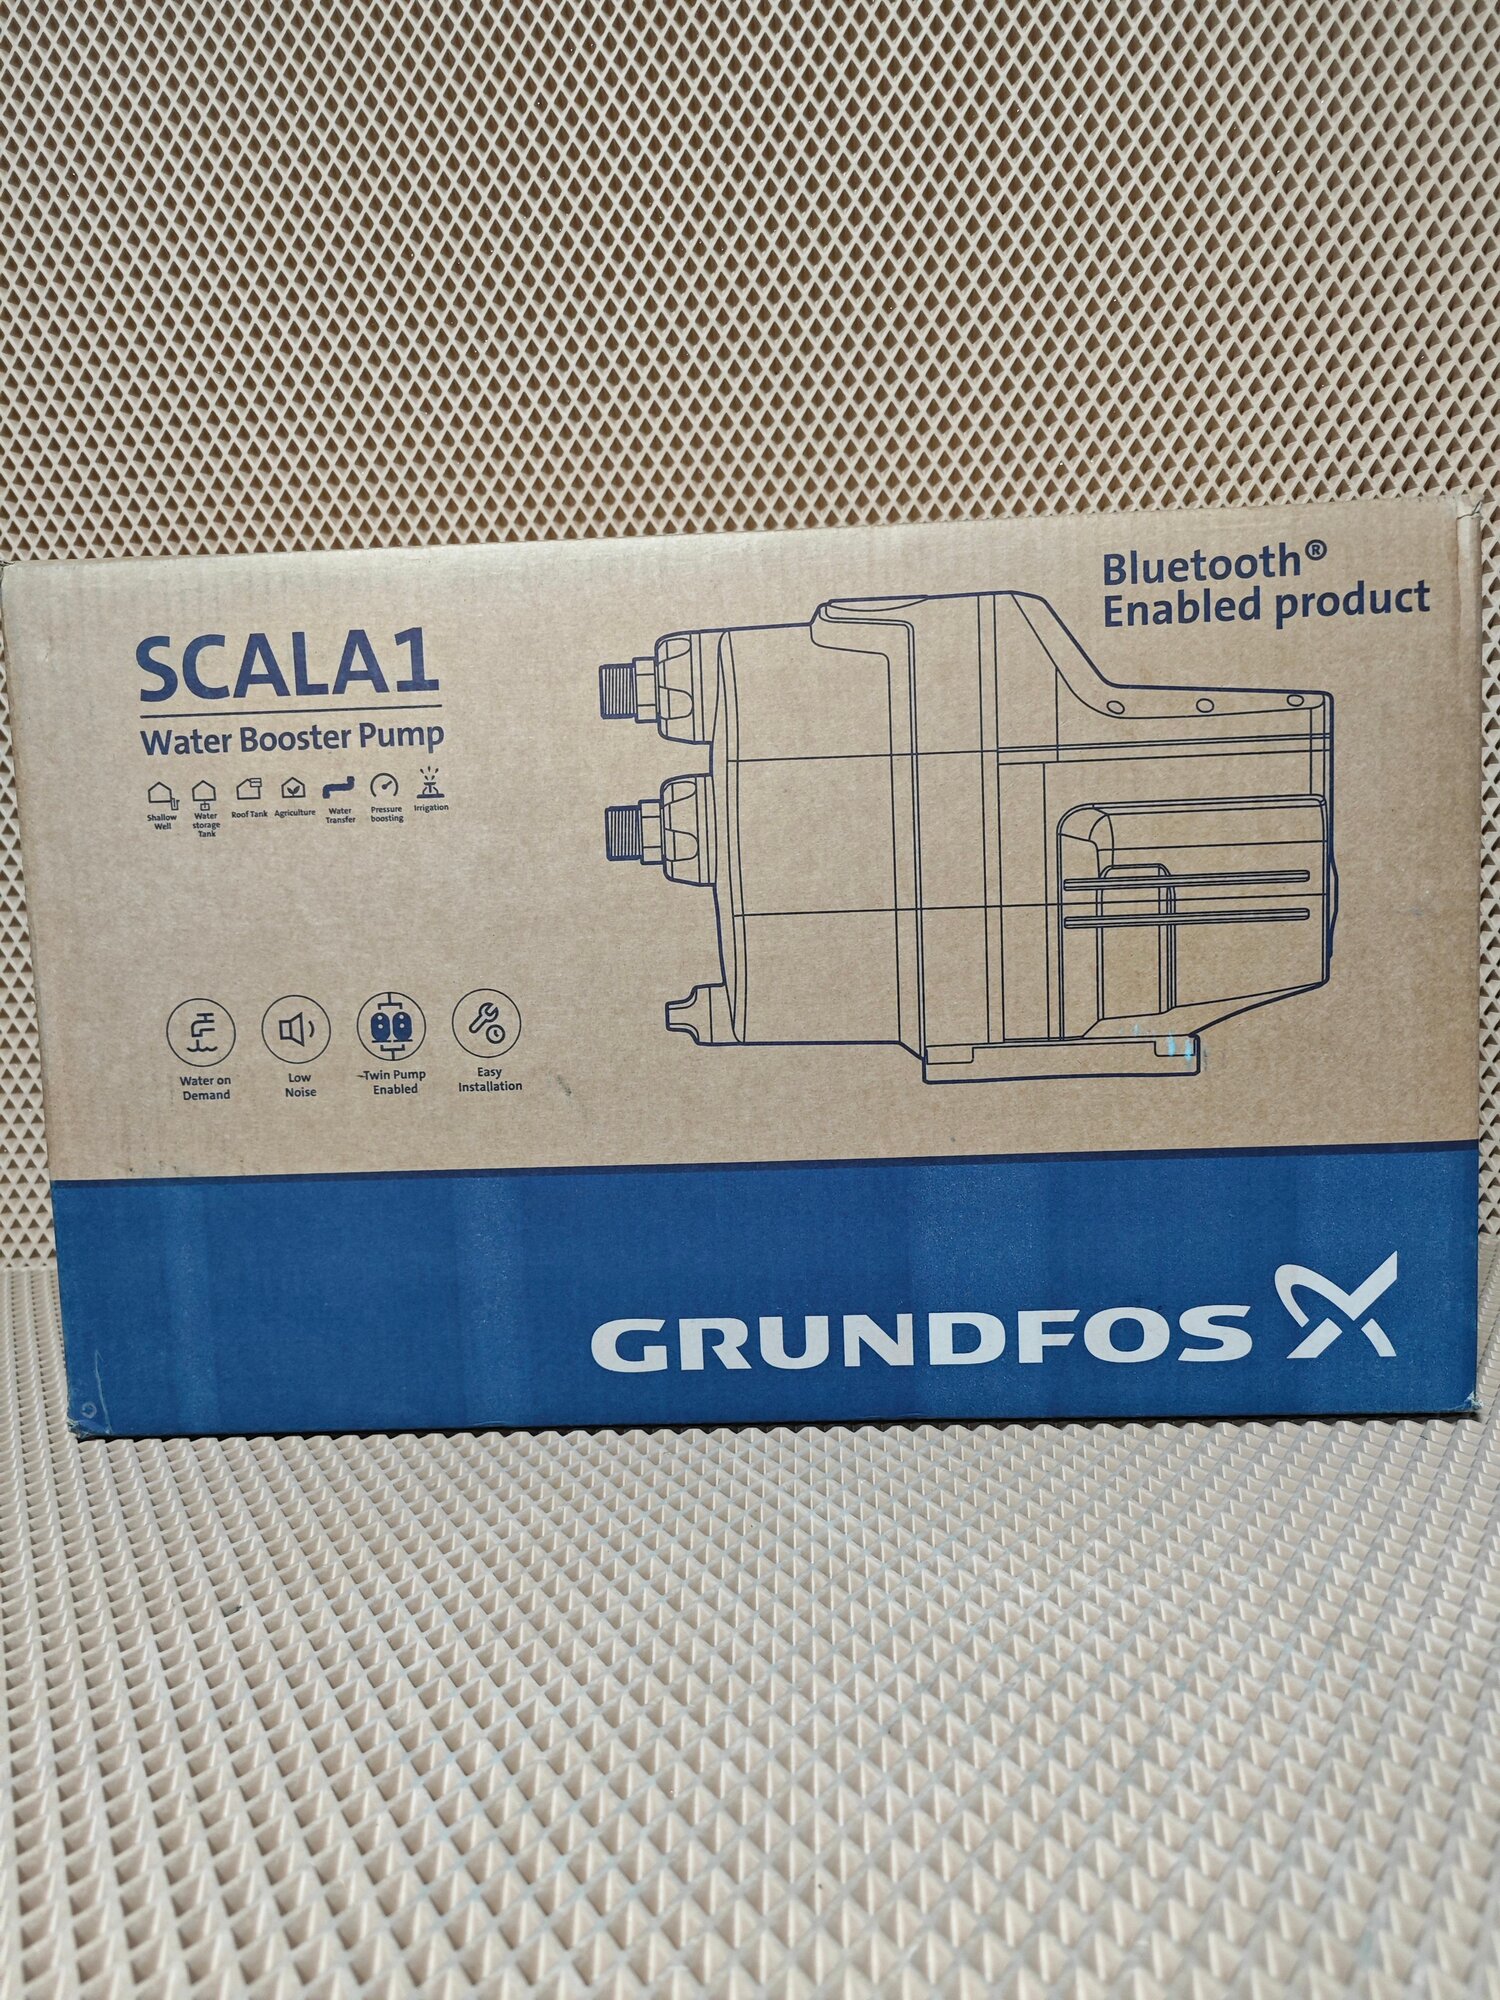 Bluetooth®
Enabled product
SCALA1
Water Booster Pump
Shallow
Well
Water
storage
Tank
Roof Tank
Agriculture
Water
Transfer
Pressure
boosting
Irrigation
Water on
Demand
Low
Noise
Twin Pump
Enabled
Easy
Installation
GRUNDFOS